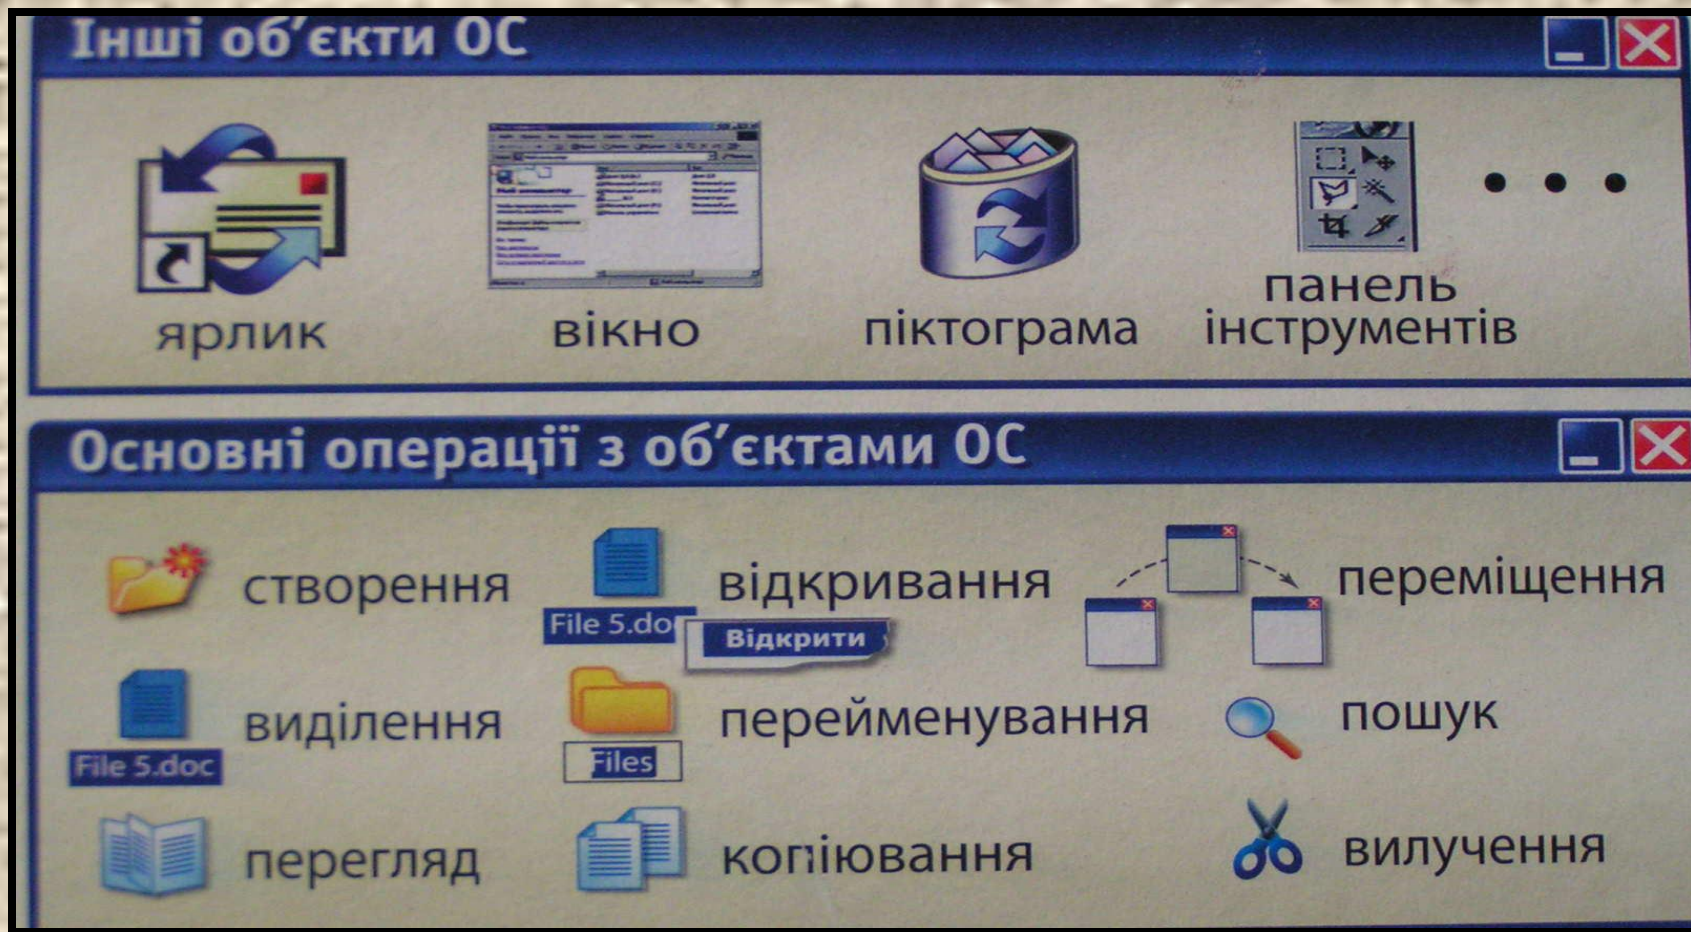 Інші об’єкти ОС
ярлик
вікно
піктограма
панель
інструментів
Основні операції з об’єктами ОС
створення
File 5.doc
відкривання
Відкрити
переміщення
File 5.doc
виділення
Files
перейменування
пошук
перегляд
копіювання
вилучення